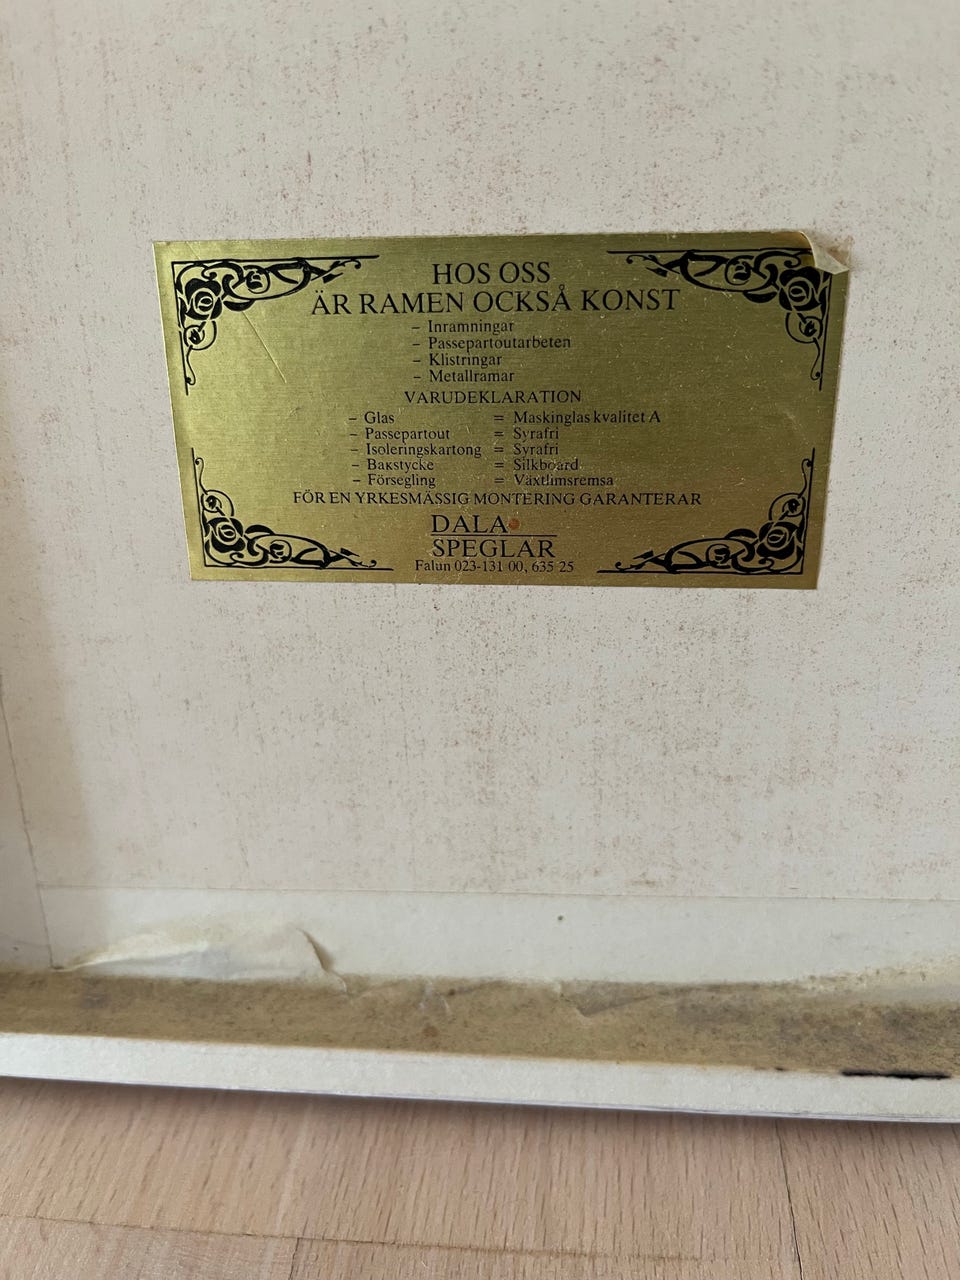 HOS OSS
ÄR RAMEN OCKSÅ KONST
– Inramningar
– Passepartoutarbeten
– Klistringar
– Metallramar
VARUDEKLARATION
– Glas = Maskinglas kvalitet A
– Passepartout = Syrafri
– Isoleringskartong = Syrafri
– Bakstycke = Silkboard
– Försegling = Växtlimsremsa
FÖR EN YRKESMÄSSIG MONTERING GARANTERAR
DALA
SPEGLAR
Falun 023-131 00, 635 25